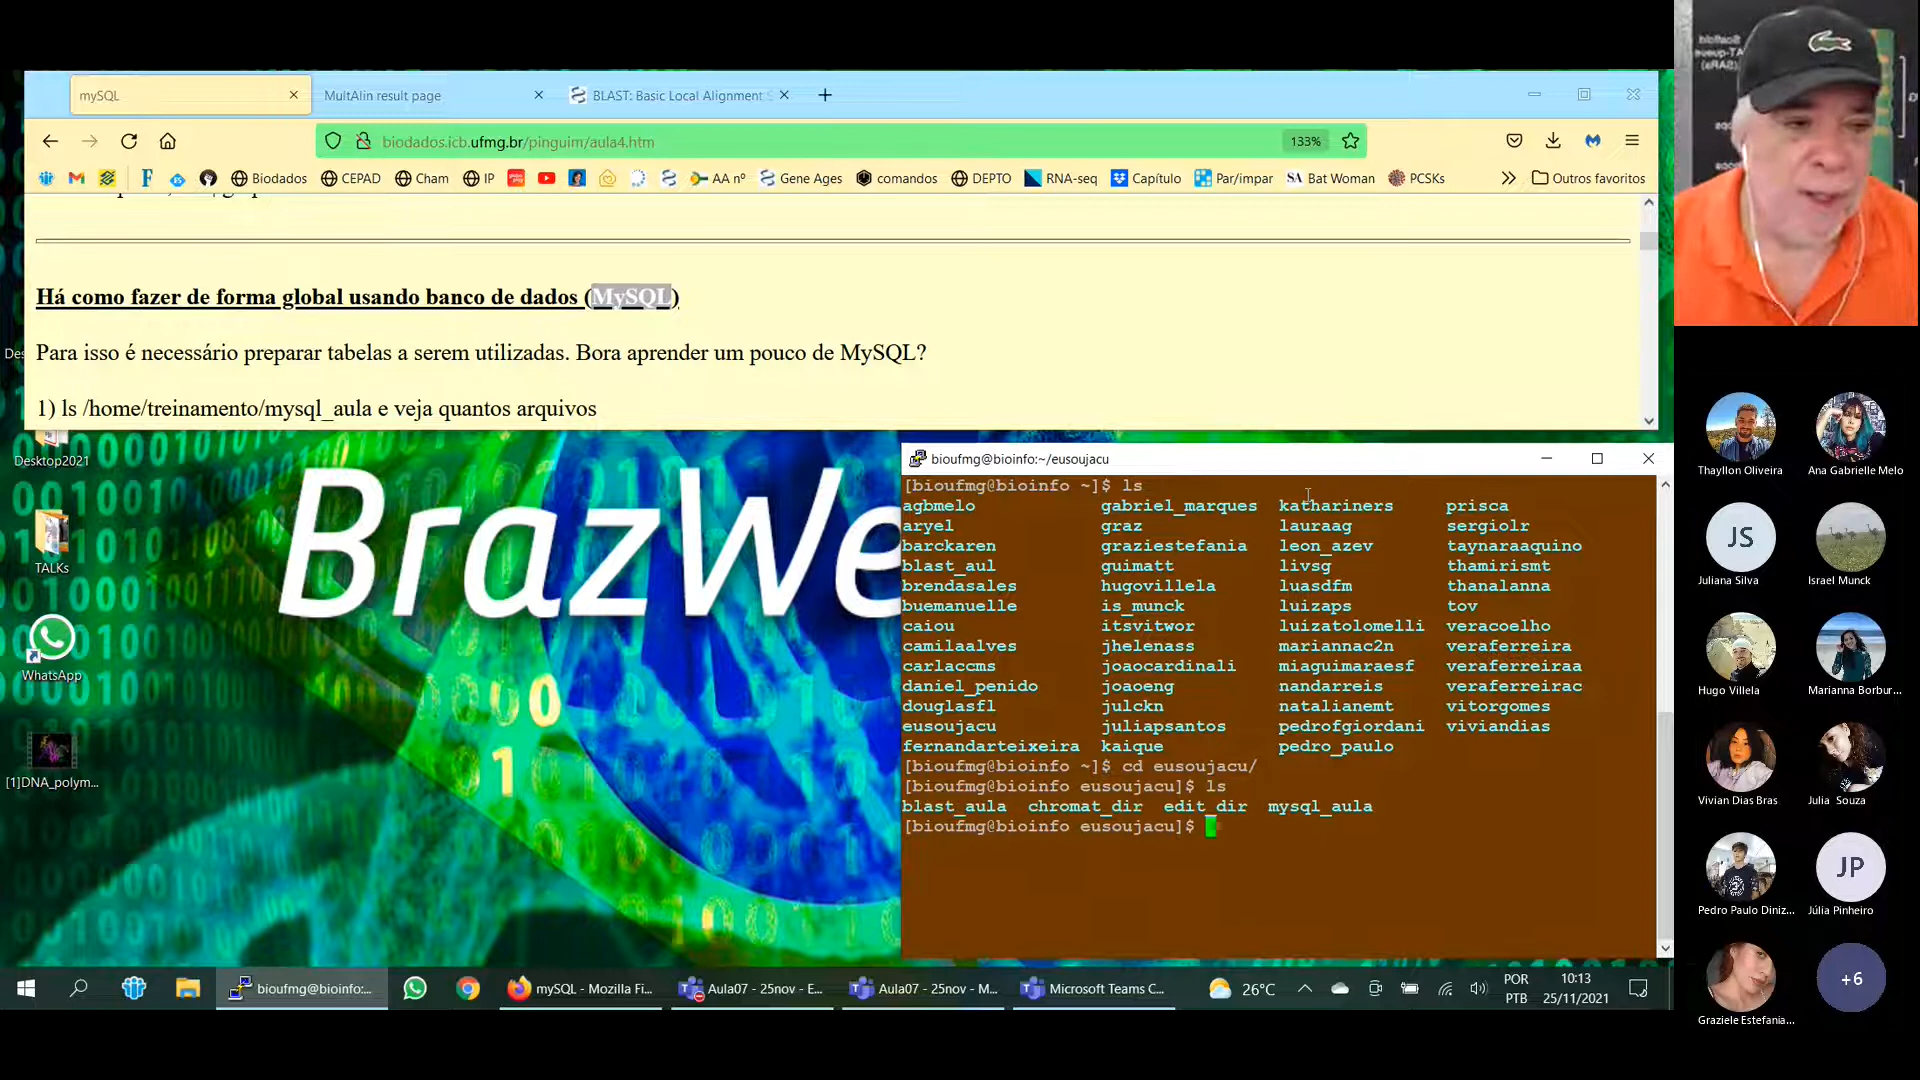 mySQL
MultAlin result page
BLAST: Basic Local Alignment S
biodados.icb.ufmg.br/pinguim/aula4.htm
133%
Biodados
CEPAD
Cham
IP
AA nº
Gene Ages
comandos
DEPTO
RNA-seq
Capítulo
Par/impar
SA Bat Woman
PCSKs
Outros favoritos
Há como fazer de forma global usando banco de dados (MySQL)
Para isso é necessário preparar tabelas a serem utilizadas. Bora aprender um pouco de MySQL?
1) ls /home/treinamento/mysql_aula e veja quantos arquivos
Desktop2021
TALKs
WhatsApp
[1]DNA_polym...
BrazWe
bioufmg@bioinfo:~/eusoujacu
[bioufmg@bioinfo ~]$ ls
agbmelo gabriel_marques kathariners prisca
aryel graz lauraag sergiolr
barckaren graziestefania leon_azev taynaraaquino
blast_aul guimatt livsg thamirismt
brendasales hugovillela luasdfm thanalanna
buemanuelle is_munck luizaps tov
caiou itsvitwor luizatolomelli veracoelho
camilaalves jhelenass mariannac2n veraferreira
carlaccms joaocardinali miaguimaraesf veraferreiraa
daniel_penido joaoeng nandarreis veraferreirac
douglasfl julckn natalianemt vitorgomes
eusoujacu juliapsantos pedrofgiordani viviandias
fernandarteixeira kaique pedro_paulo
[bioufmg@bioinfo ~]$ cd eusoujacu/
[bioufmg@bioinfo eusoujacu]$ ls
blast_aula chromat_dir edit_dir mysql_aula
[bioufmg@bioinfo eusoujacu]$
Thayllon Oliveira
Ana Gabrielle Melo
JS
Juliana Silva
Israel Munck
Hugo Villela
Marianna Borbur...
Vivian Dias Bras
Julia Souza
Pedro Paulo Diniz...
JP
Júlia Pinheiro
Graziele Estefania...
+6
bioufmg@bioinfo:...
mySQL - Mozilla Fi...
Aula07 - 25nov - E...
Aula07 - 25nov - M...
Microsoft Teams C...
26°C
POR
PTB
10:13
25/11/2021